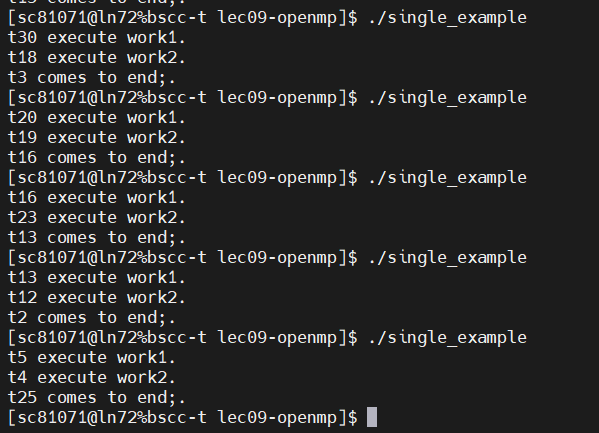 t15 comes to end;.
[sc81071@ln72%bscc-t lec09-openmp]$ ./single_example
t30 execute work1.
t18 execute work2.
t3 comes to end;.
[sc81071@ln72%bscc-t lec09-openmp]$ ./single_example
t20 execute work1.
t19 execute work2.
t16 comes to end;.
[sc81071@ln72%bscc-t lec09-openmp]$ ./single_example
t16 execute work1.
t23 execute work2.
t13 comes to end;.
[sc81071@ln72%bscc-t lec09-openmp]$ ./single_example
t13 execute work1.
t12 execute work2.
t2 comes to end;.
[sc81071@ln72%bscc-t lec09-openmp]$ ./single_example
t5 execute work1.
t4 execute work2.
t25 comes to end;.
[sc81071@ln72%bscc-t lec09-openmp]$